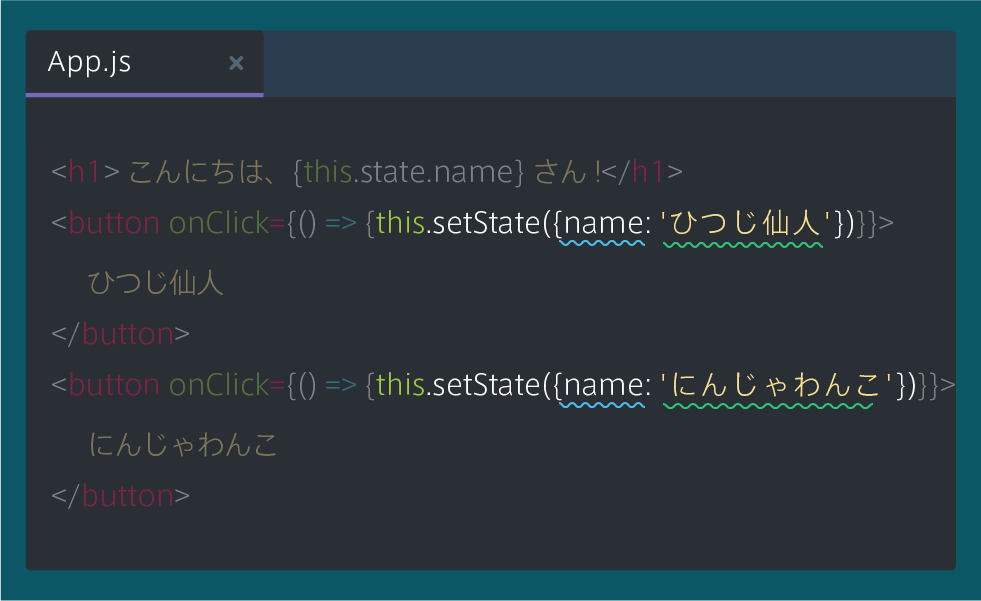 App.js ×
<h1> こんにちは、{this.state.name} さん !</h1>
<button onClick={() => {this.setState({name: 'ひつじ仙人'})}}>
ひつじ仙人
</button>
<button onClick={() => {this.setState({name: 'にんじゃわんこ'})}}>
にんじゃわんこ
</button>